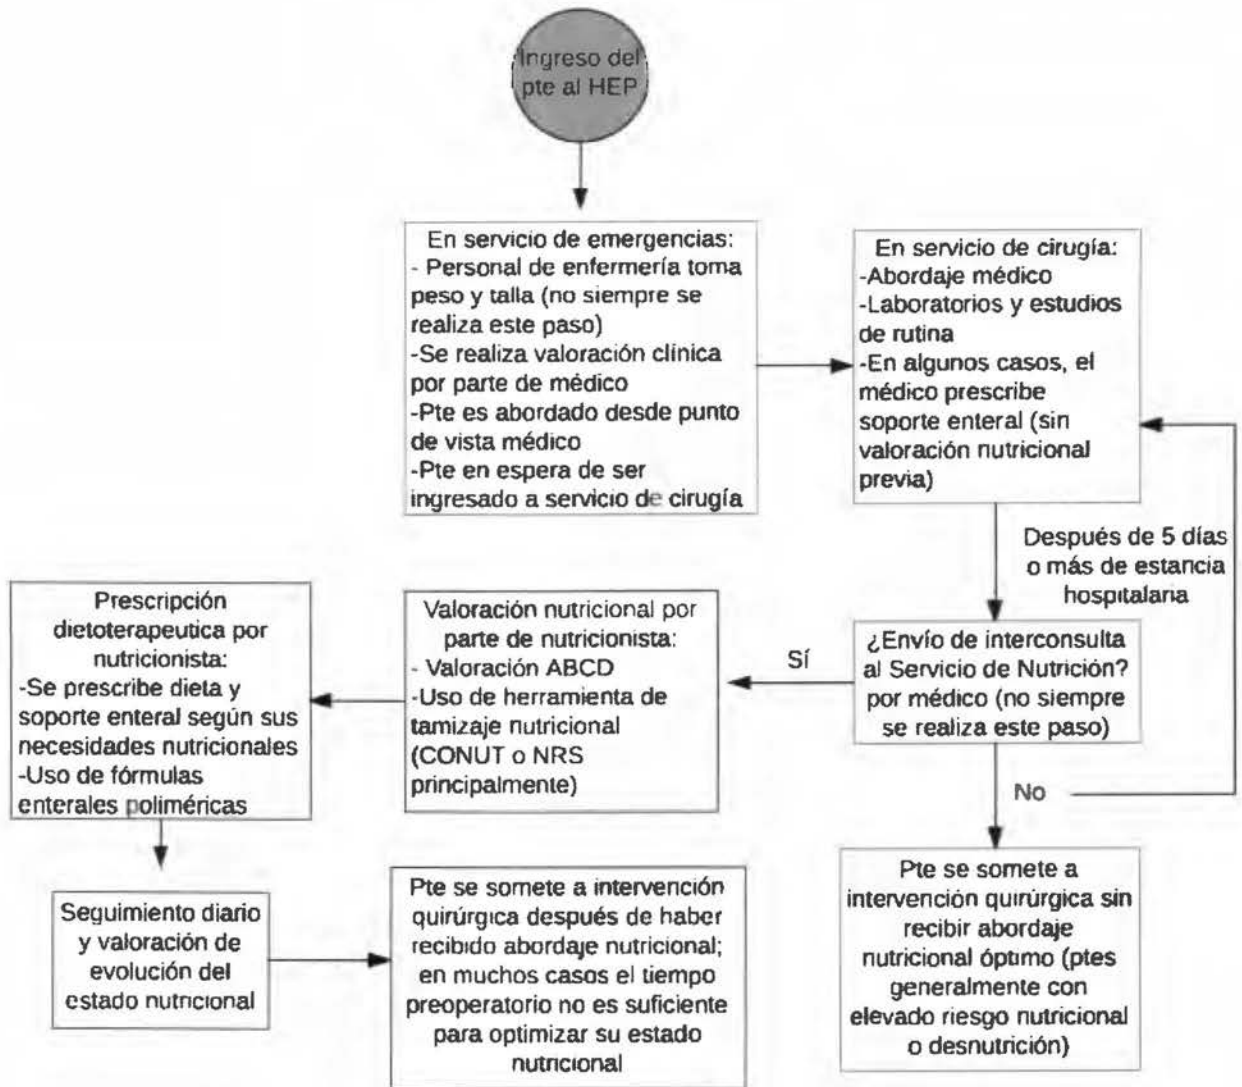 Ingreso del
pte al HEP
En servicio de emergencias:
- Personal de enfermería toma
peso y talla (no siempre se
realiza este paso)
-Se realiza valoración clínica
por parte de médico
-Pte es abordado desde punto
de vista médico
-Pte en espera de ser
ingresado a servicio de cirugía
En servicio de cirugía:
-Abordaje médico
-Laboratorios y estudios
de rutina
-En algunos casos, el
médico prescribe
soporte enteral (sin
valoración nutricional
previa)
Después de 5 días
o más de estancia
hospitalaria
¿Envío de interconsulta
al Servicio de Nutrición?
por médico (no siempre
se realiza este paso)
Sí
No
Valoración nutricional por
parte de nutricionista:
- Valoración ABCD
-Uso de herramienta de
tamizaje nutricional
(CONUT o NRS
principalmente)
Prescripción
dietoterapeutica por
nutricionista:
-Se prescribe dieta y
soporte enteral según sus
necesidades nutricionales
-Uso de fórmulas
enterales poliméricas
Seguimiento diario
y valoración de
evolución del
estado nutricional
Pte se somete a intervención
quirúrgica después de haber
recibido abordaje nutricional;
en muchos casos el tiempo
preoperatorio no es suficiente
para optimizar su estado
nutricional
Pte se somete a
intervención quirúrgica sin
recibir abordaje
nutricional óptimo (ptes
generalmente con
elevado riesgo nutricional
o desnutrición)